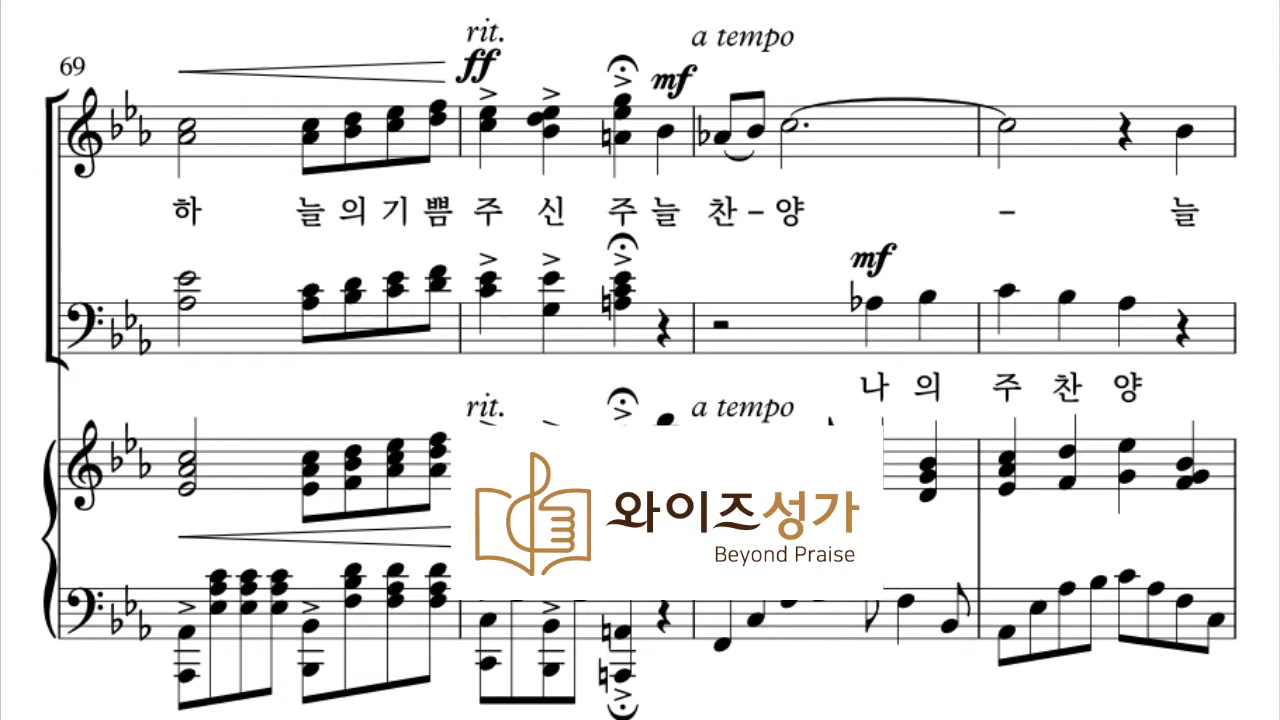 rit.
a tempo
69
ff
mf
하 늘 의 기 쁨 주 신 주 늘 찬 – 양 – 늘
mf
나 의 주 찬 양
rit.
a tempo
와이즈성가
Beyond Praise